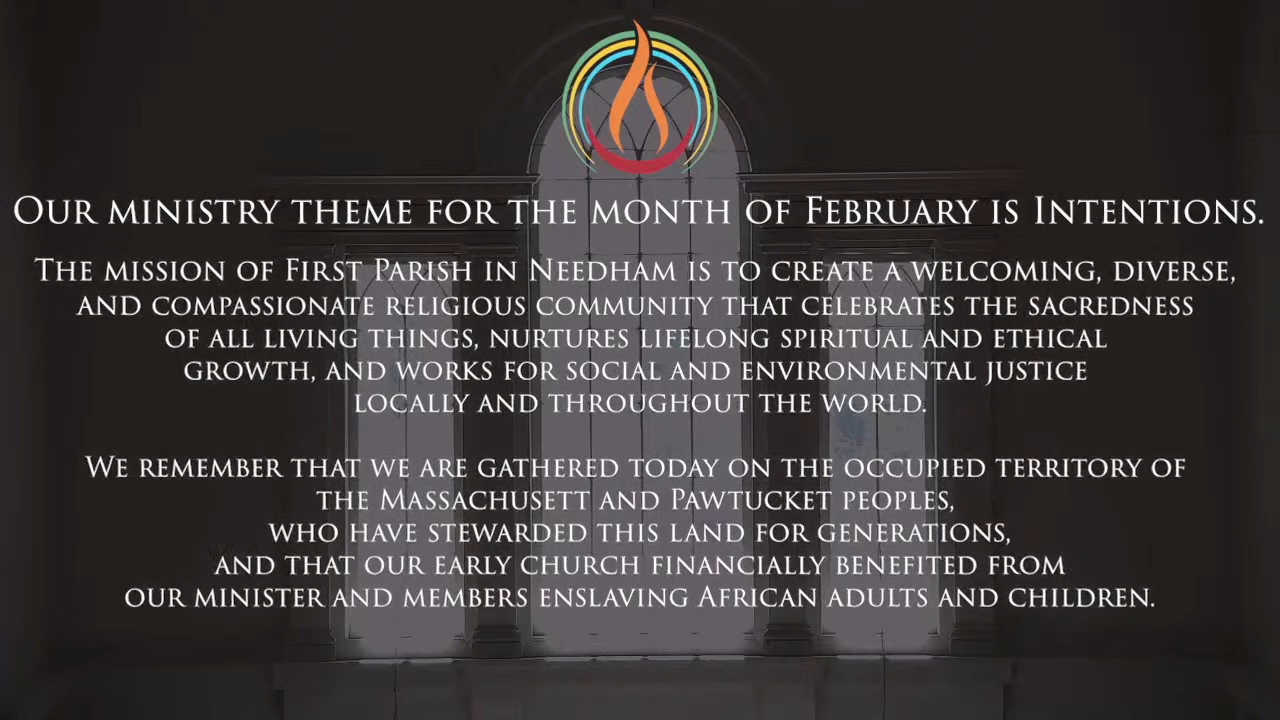 Our ministry theme for the month of February is Intentions.
The mission of First Parish in Needham is to create a welcoming, diverse,
and compassionate religious community that celebrates the sacredness
of all living things, nurtures lifelong spiritual and ethical
growth, and works for social and environmental justice
locally and throughout the world.
We remember that we are gathered today on the occupied territory of
the Massachusett and Pawtucket peoples,
who have stewarded this land for generations,
and that our early church financially benefited from
our minister and members enslaving African adults and children.